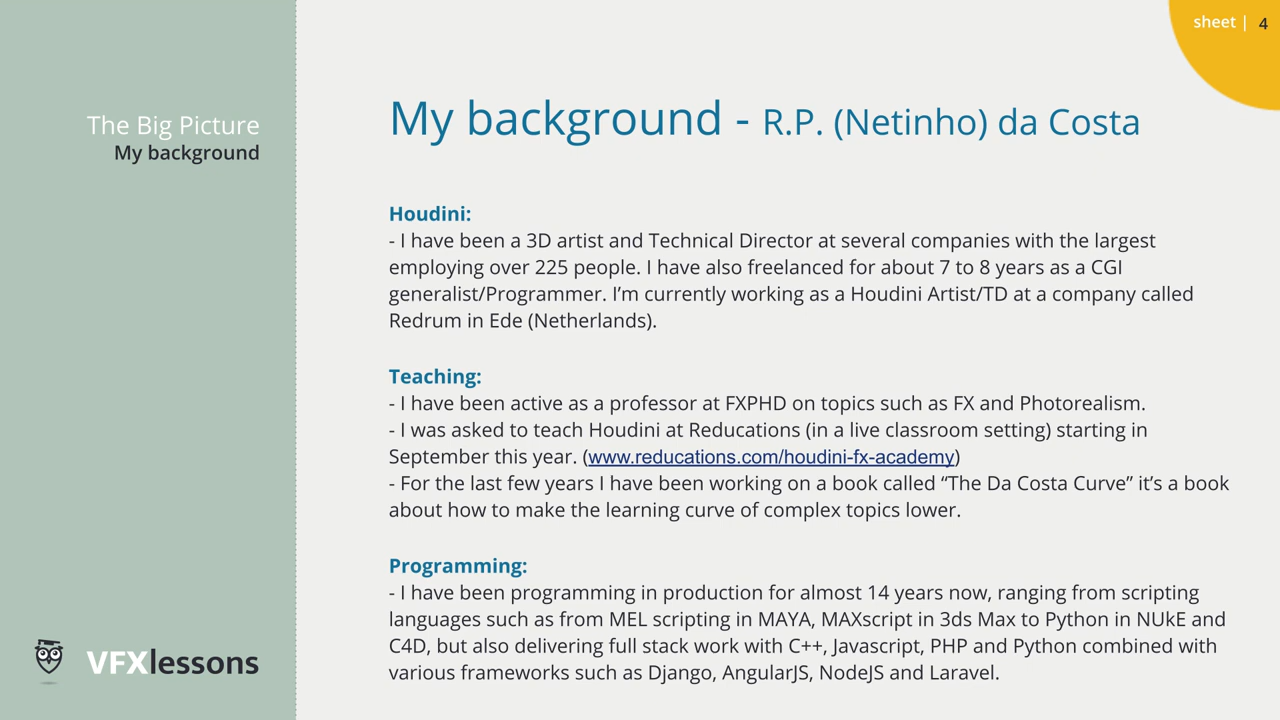 sheet | 4
The Big Picture
My background
My background - R.P. (Netinho) da Costa
Houdini:
- I have been a 3D artist and Technical Director at several companies with the largest
employing over 225 people. I have also freelanced for about 7 to 8 years as a CGI
generalist/Programmer. I’m currently working as a Houdini Artist/TD at a company called
Redrum in Ede (Netherlands).
Teaching:
- I have been active as a professor at FXPHD on topics such as FX and Photorealism.
- I was asked to teach Houdini at Reducations (in a live classroom setting) starting in
September this year. (www.reducations.com/houdini-fx-academy)
- For the last few years I have been working on a book called “The Da Costa Curve” it’s a book
about how to make the learning curve of complex topics lower.
Programming:
- I have been programming in production for almost 14 years now, ranging from scripting
languages such as from MEL scripting in MAYA, MAXscript in 3ds Max to Python in NUkE and
C4D, but also delivering full stack work with C++, Javascript, PHP and Python combined with
various frameworks such as Django, AngularJS, NodeJS and Laravel.
VFXlessons